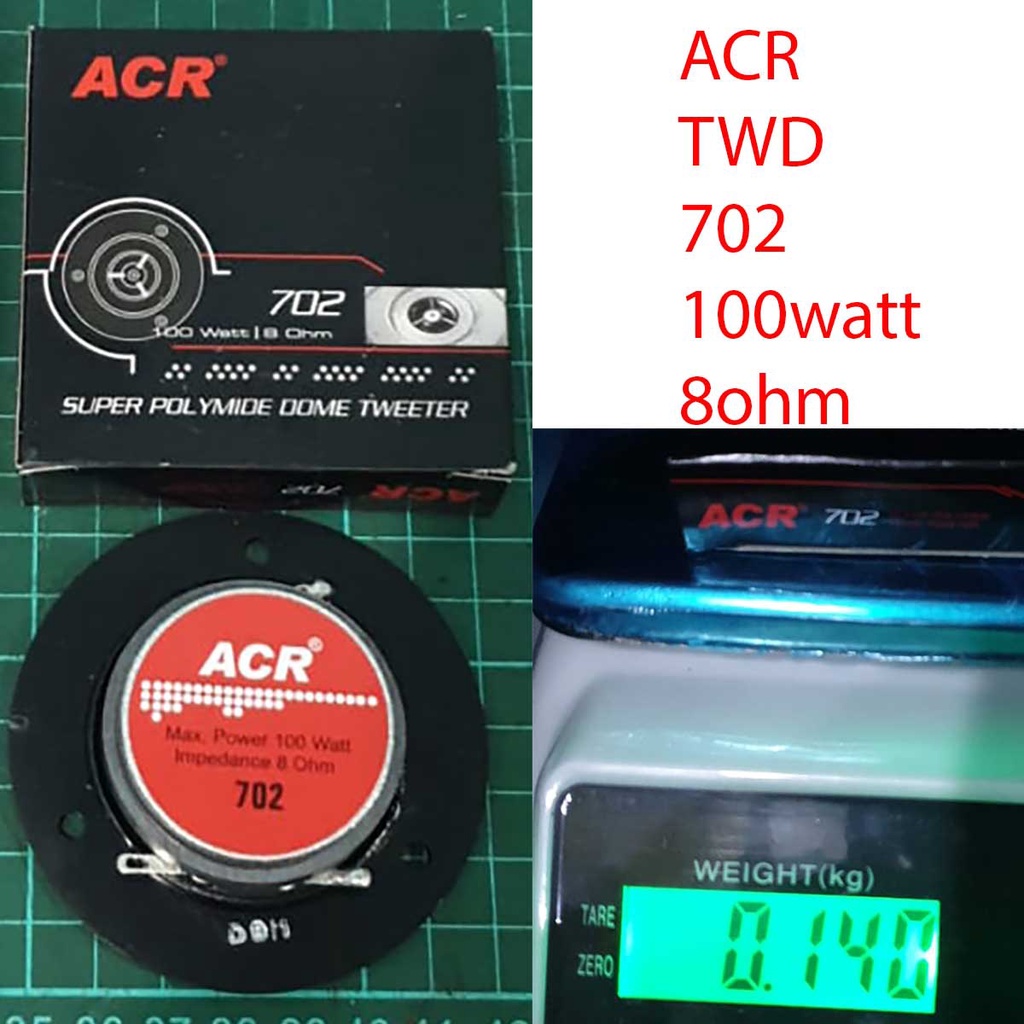 ACR®
702
100 Watt | 8 Ohm
SUPER POLYMIDE DOME TWEETER
702 ACR
ACR®
Max. Power 100 Watt
Impedance 8 Ohm
702
ACR
TWD
702
100watt
8ohm
ACR® 702
WEIGHT(kg)
TARE
ZERO
0.140